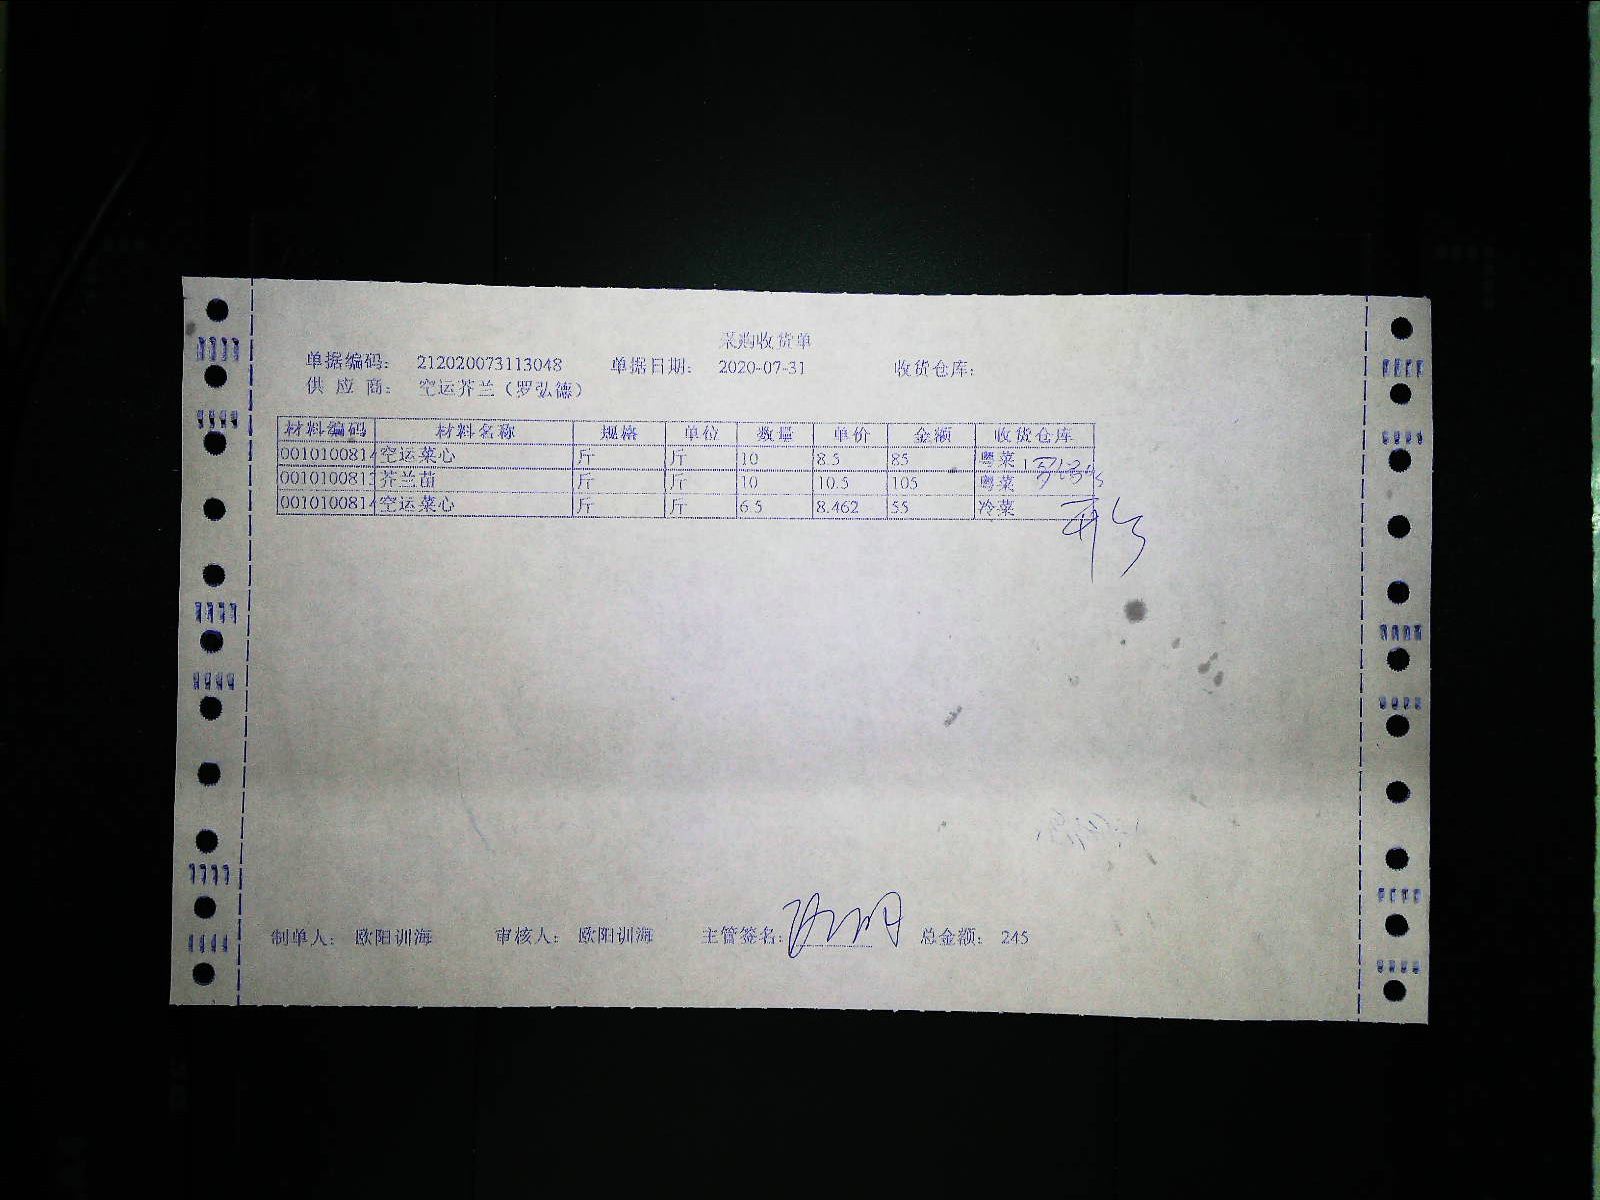 采购收货单
单据编码: 212020073113048 单据日期: 2020-07-31 收货仓库:
供 应 商: 空运芥兰（罗弘德）
材料编码 材料名称 规格 单位 数量 单价 金额 收货仓库
0010100814 空运菜心 斤 斤 10 8.5 85 粤菜
001010081 芥兰苗 斤 斤 10 10.5 105 粤菜
0010100814 空运菜心 斤 斤 6.5 8.462 55 冷菜
制单人: 欧阳训海 审核人: 欧阳训海 主管签名: 总金额: 245